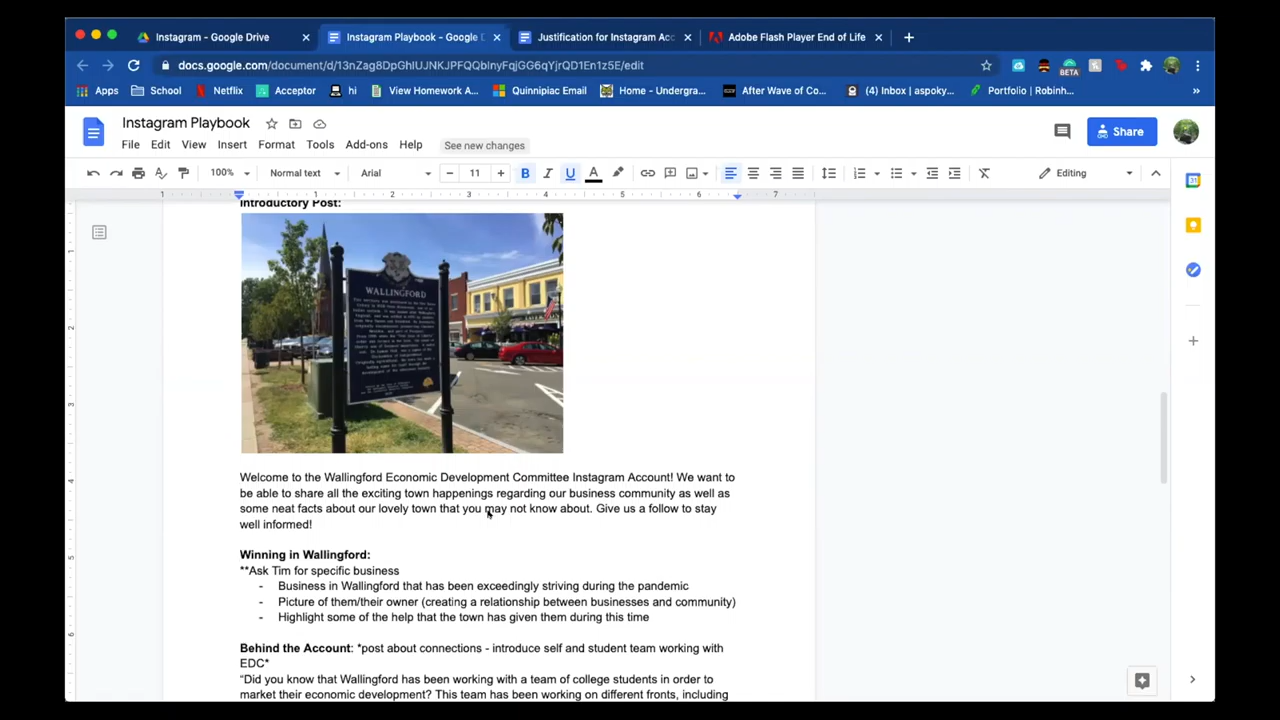 Instagram - Google Drive
Instagram Playbook - Google D
Justification for Instagram Acc
Adobe Flash Player End of Life
docs.google.com/document/d/13nZag8DpGhIUJNKJPFQQbInyFqjGG6qYjrQD1En1z5E/edit
BETA
Apps School Netflix Acceptor hi View Homework A... Quinnipiac Email Home - Undergra... After Wave of Co... (4) Inbox | aspoky... Portfolio | Robinh... »
Instagram Playbook
File Edit View Insert Format Tools Add-ons Help See new changes
Share
100% Normal text Arial 11 B I U A Editing
1 1 2 3 4 5 6 7
Introductory Post:
WALLINGFORD
Welcome to the Wallingford Economic Development Committee Instagram Account! We want to
be able to share all the exciting town happenings regarding our business community as well as
some neat facts about our lovely town that you may not know about. Give us a follow to stay
well informed!
Winning in Wallingford:
**Ask Tim for specific business
- Business in Wallingford that has been exceedingly striving during the pandemic
- Picture of them/their owner (creating a relationship between businesses and community)
- Highlight some of the help that the town has given them during this time
Behind the Account: *post about connections - introduce self and student team working with
EDC*
“Did you know that Wallingford has been working with a team of college students in order to
market their economic development? This team has been working on different fronts, including